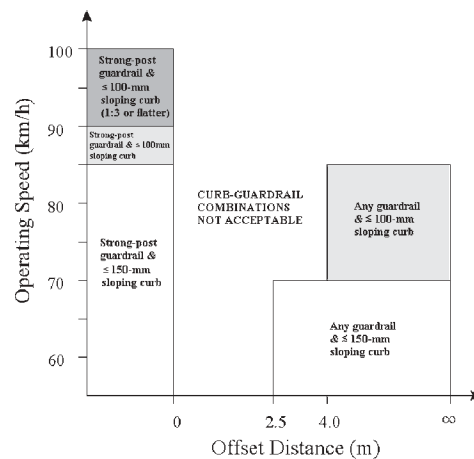 Operating Speed (km/h)
100
90
80
70
60
Strong-post
guardrail &
≤ 100-mm
sloping curb
(1:3 or flatter)
Strong-post
guardrail & ≤ 100mm
sloping curb
Strong-post
guardrail &
≤ 150-mm
sloping curb
CURB-GUARDRAIL
COMBINATIONS
NOT ACCEPTABLE
Any guardrail
& ≤ 100-mm
sloping curb
Any guardrail
& ≤ 150-mm
sloping curb
0
2.5
4.0
∞
Offset Distance (m)